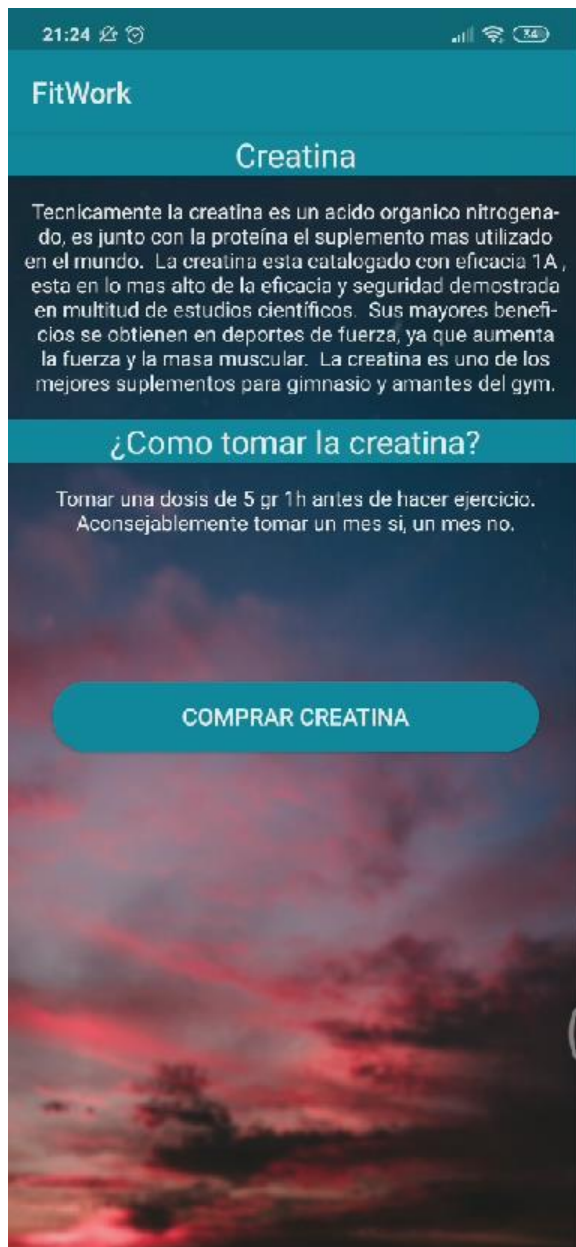 21:24
34
FitWork
Creatina
Tecnicamente la creatina es un acido organico nitrogena-
do, es junto con la proteína el suplemento mas utilizado
en el mundo. La creatina esta catalogado con eficacia 1A ,
esta en lo mas alto de la eficacia y seguridad demostrada
en multitud de estudios científicos. Sus mayores benefi-
cios se obtienen en deportes de fuerza, ya que aumenta
la fuerza y la masa muscular. La creatina es uno de los
mejores suplementos para gimnasio y amantes del gym.
¿Como tomar la creatina?
Tomar una dosis de 5 gr 1h antes de hacer ejercicio.
Aconsejablemente tomar un mes si, un mes no.
COMPRAR CREATINA